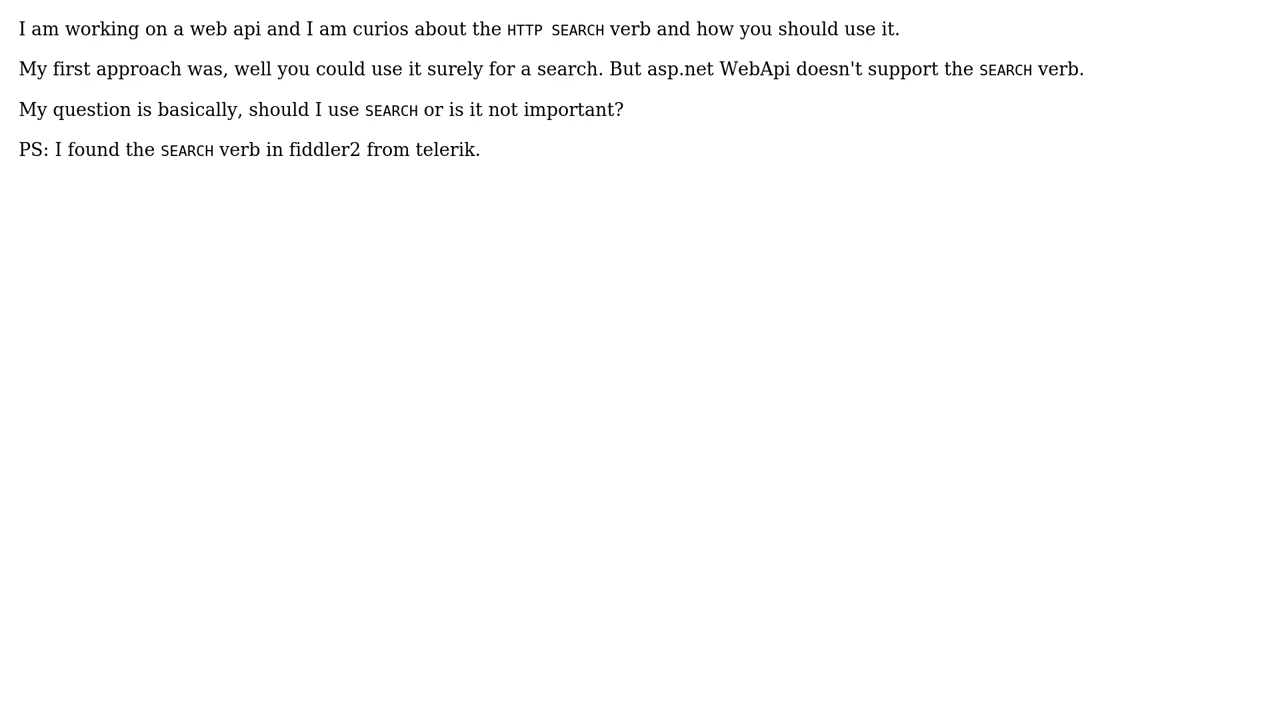 I am working on a web api and I am curios about the HTTP SEARCH verb and how you should use it.
My first approach was, well you could use it surely for a search. But asp.net WebApi doesn't support the SEARCH verb.
My question is basically, should I use SEARCH or is it not important?
PS: I found the SEARCH verb in fiddler2 from telerik.